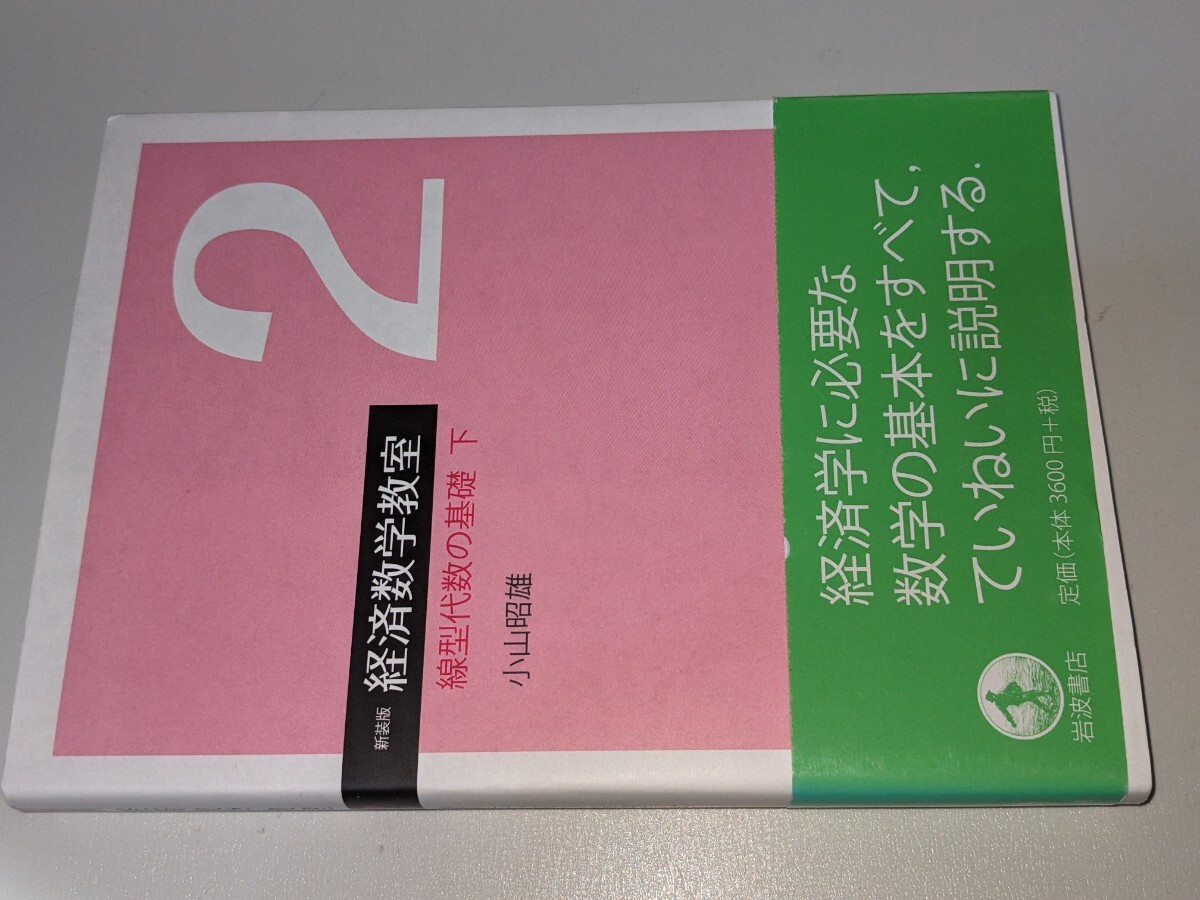 2
新装版 経済数学教室
線型代数の基礎 下
小山昭雄
経済学に必要な
数学の基本をすべて,
ていねいに説明する.
定価(本体 3600 円+税)
岩波書店